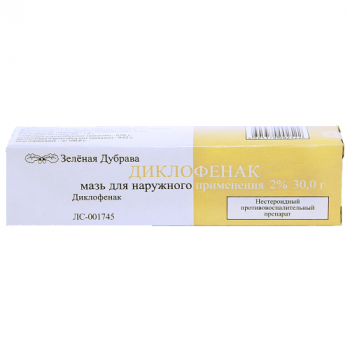 Зелёная Дубрава
ДИКЛОФЕНАК
мазь для наружного применения 2% 30,0 г
Диклофенак
Нестероидный
противовоспалительный
препарат
ЛС-001745